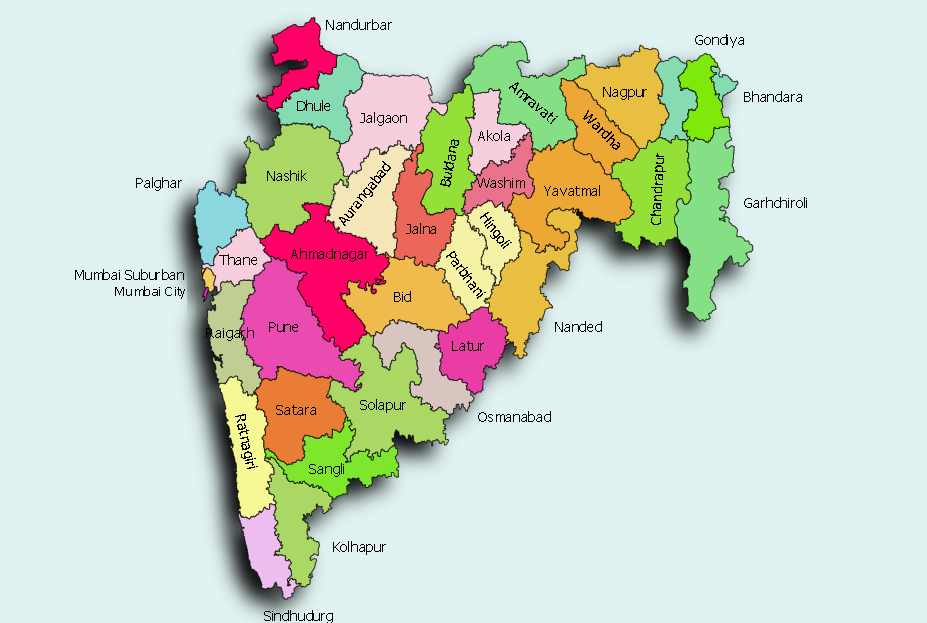 Nandurbar
Gondiya
Dhule
Jalgaon
Amravati
Nagpur
Bhandara
Wardha
Akola
Buldana
Nashik
Aurangabad
Washim
Yavatmal
Chandrapur
Palghar
Garhchiroli
Jalna
Hingoli
Thane
Ahmadnagar
Parbhani
Mumbai Suburban
Mumbai City
Bid
Raigarh
Pune
Nanded
Latur
Satara
Solapur
Osmanabad
Ratnagiri
Sangli
Kolhapur
Sindhudurg